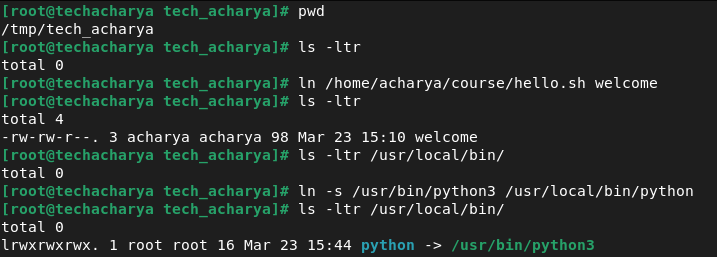 [root@techacharya tech_acharya]# pwd
/tmp/tech_acharya
[root@techacharya tech_acharya]# ls -ltr
total 0
[root@techacharya tech_acharya]# ln /home/acharya/course/hello.sh welcome
[root@techacharya tech_acharya]# ls -ltr
total 4
-rw-rw-r--. 3 acharya acharya 98 Mar 23 15:10 welcome
[root@techacharya tech_acharya]# ls -ltr /usr/local/bin/
total 0
[root@techacharya tech_acharya]# ln -s /usr/bin/python3 /usr/local/bin/python
[root@techacharya tech_acharya]# ls -ltr /usr/local/bin/
total 0
lrwxrwxrwx. 1 root root 16 Mar 23 15:44 python -> /usr/bin/python3